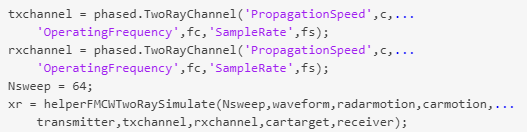 txchannel = phased.TwoRayChannel('PropagationSpeed',c,...
    'OperatingFrequency',fc,'SampleRate',fs);
rxchannel = phased.TwoRayChannel('PropagationSpeed',c,...
    'OperatingFrequency',fc,'SampleRate',fs);
Nsweep = 64;
xr = helperFMCWTwoRaySimulate(Nsweep,waveform,radarmotion,carmotion,...
    transmitter,txchannel,rxchannel,cartarget,receiver);